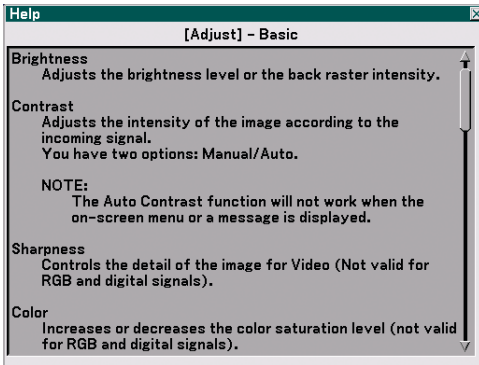 Help
[Adjust] - Basic
Brightness
Adjusts the brightness level or the back raster intensity.
Contrast
Adjusts the intensity of the image according to the
incoming signal.
You have two options: Manual/Auto.
NOTE:
The Auto Contrast function will not work when the
on-screen menu or a message is displayed.
Sharpness
Controls the detail of the image for Video (Not valid for
RGB and digital signals).
Color
Increases or decreases the color saturation level (not valid
for RGB and digital signals).